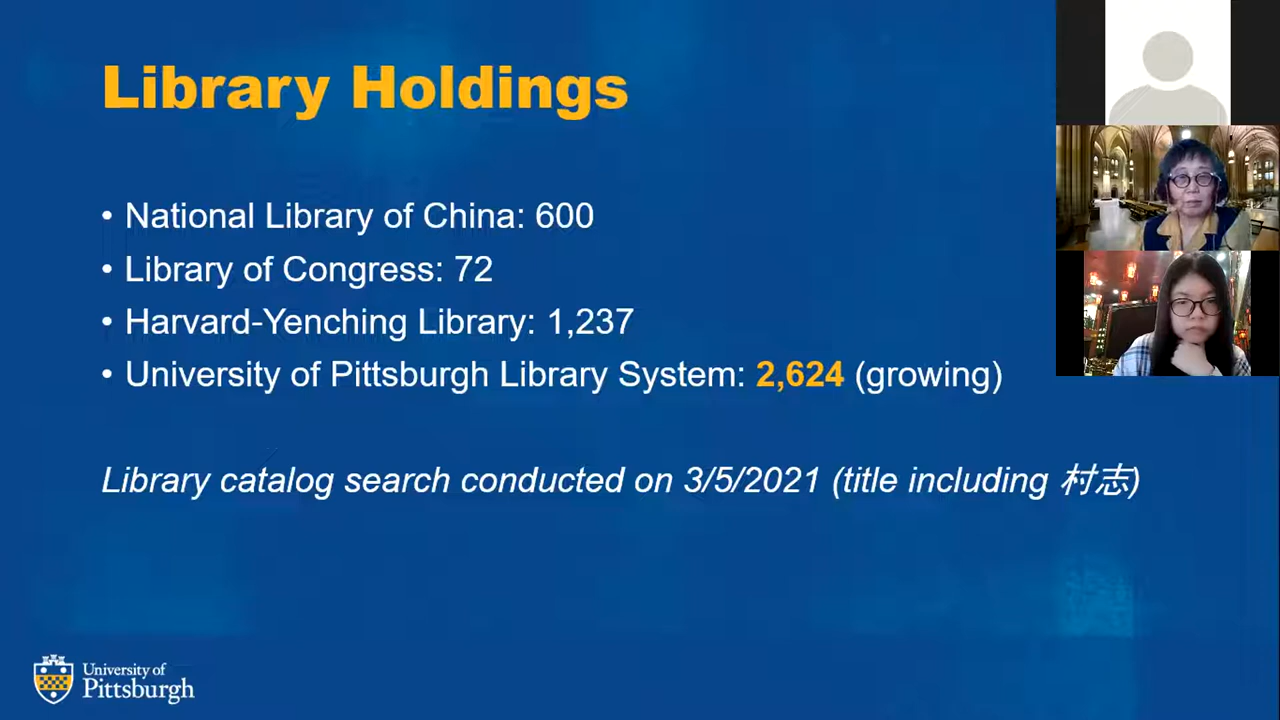 Library Holdings
• National Library of China: 600
• Library of Congress: 72
• Harvard-Yenching Library: 1,237
• University of Pittsburgh Library System: 2,624 (growing)
Library catalog search conducted on 3/5/2021 (title including 村志)
University of
Pittsburgh